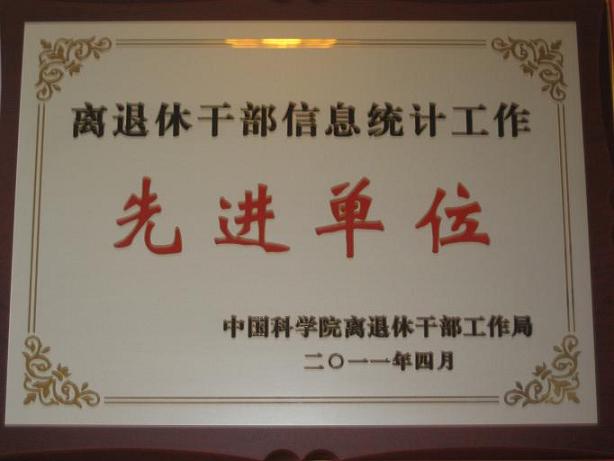 离退休干部信息统计工作
先进单位
中国科学院离退休干部工作局
二〇一一年四月